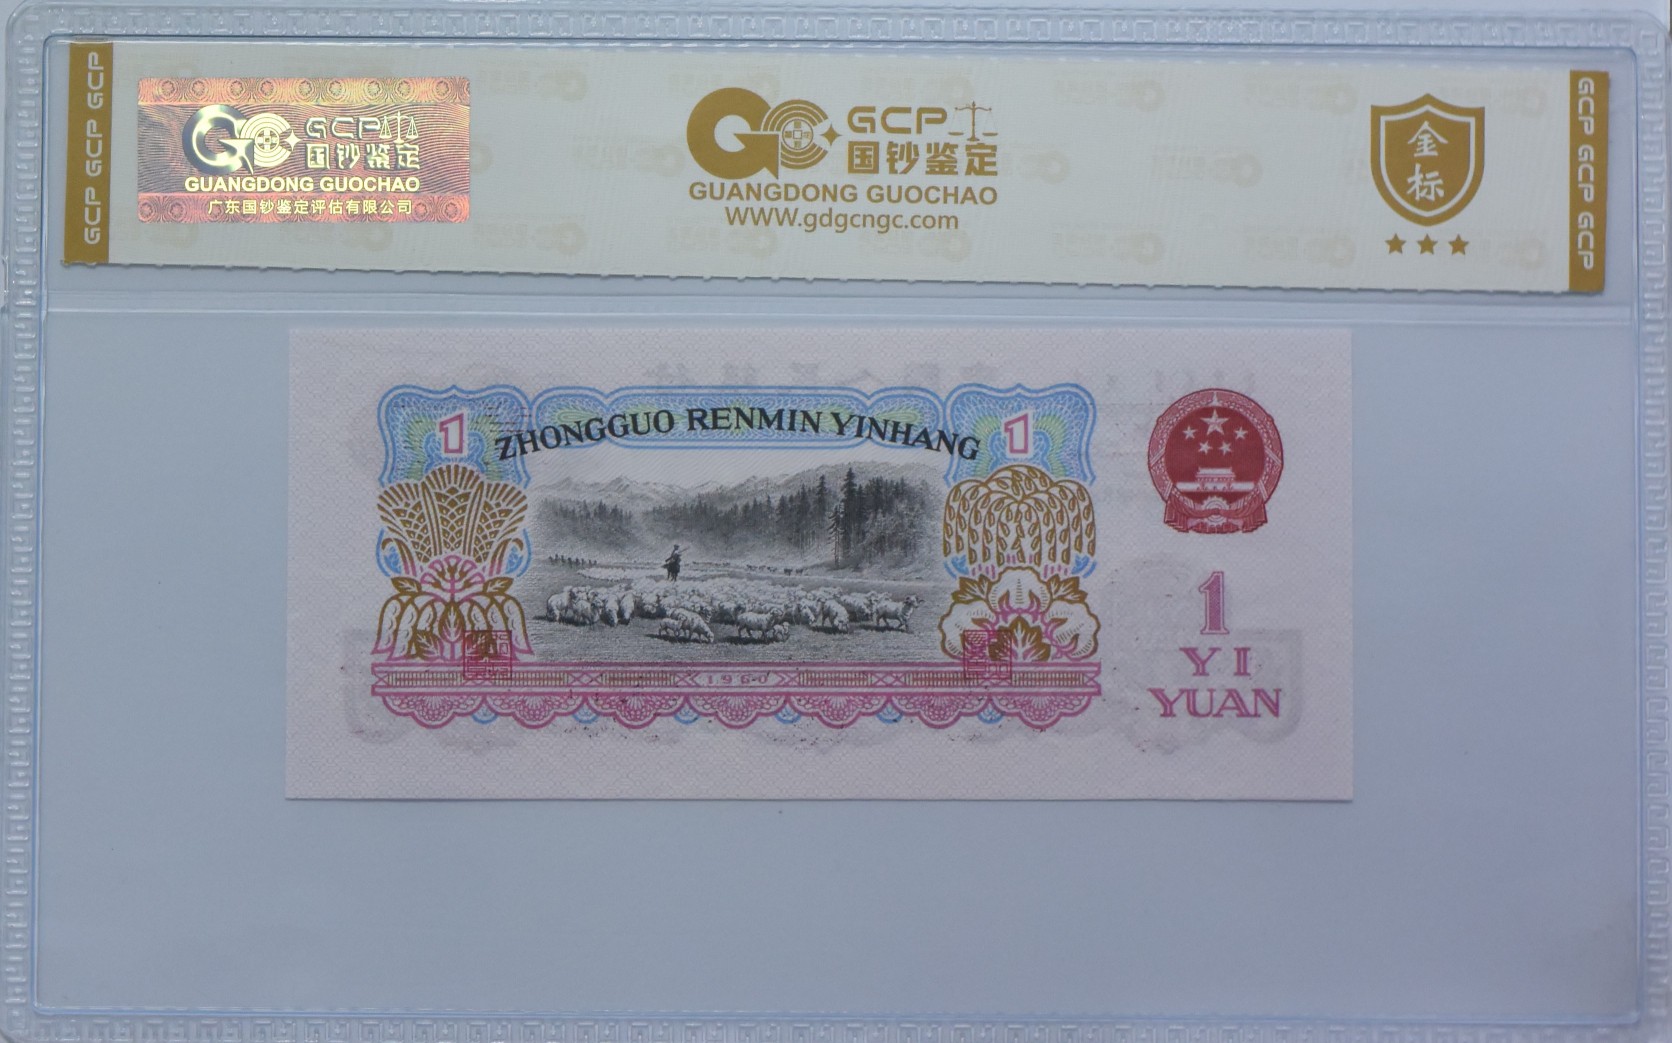 GCP GCP GCP
GCP
国钞鉴定
GUANGDONG GUOCHAO
广东国钞鉴定评估有限公司
GCP
国钞鉴定
GUANGDONG GUOCHAO
WWW.gdgcngc.com
金
标
GCP GCP GCP
1
ZHONGGUO RENMIN YINHANG
1
1960
1
YI
YUAN